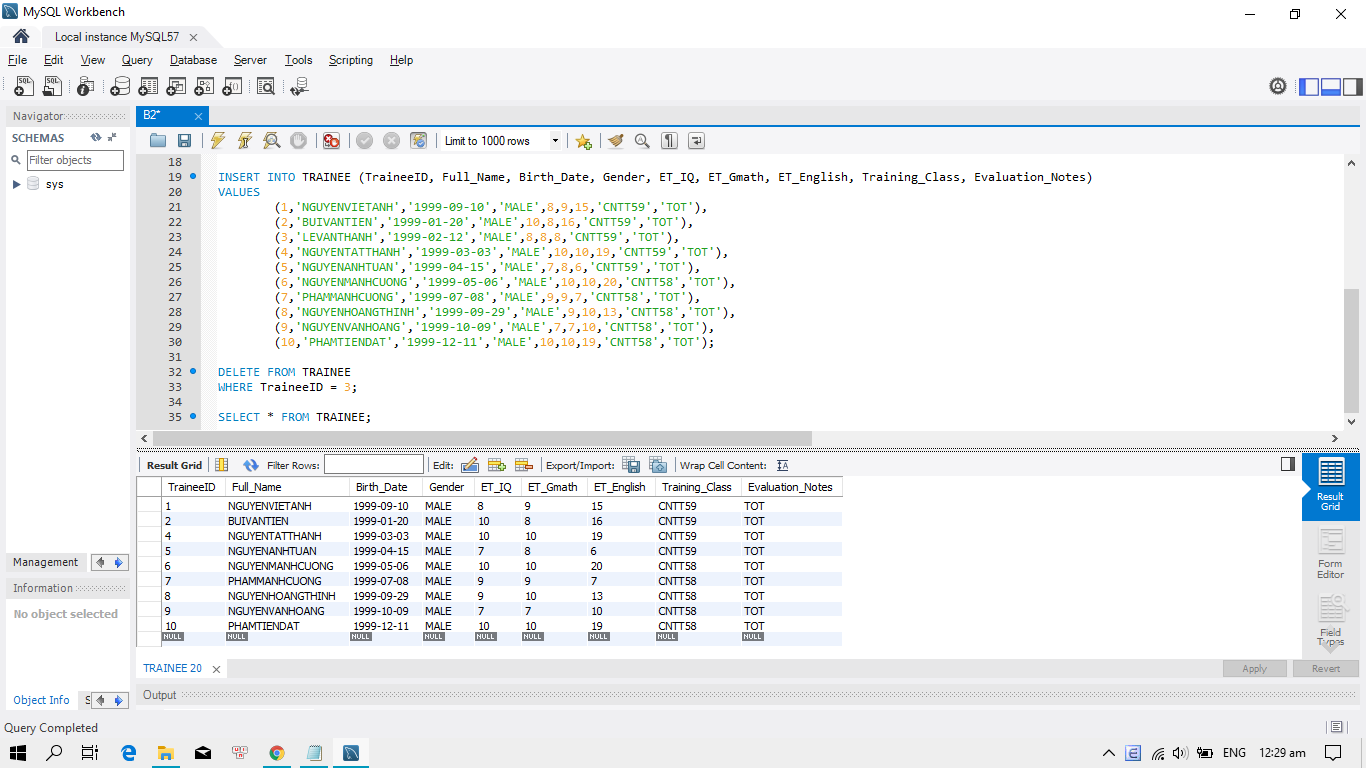 MySQL Workbench
Local instance MySQL57
File Edit View Query Database Server Tools Scripting Help
Navigator
SCHEMAS
Filter objects
sys
Management
Information
No object selected
Object Info S
B2*
Limit to 1000 rows
18
19 INSERT INTO TRAINEE (TraineeID, Full_Name, Birth_Date, Gender, ET_IQ, ET_Gmath, ET_English, Training_Class, Evaluation_Notes)
20 VALUES
21 (1,'NGUYENVIETANH','1999-09-10','MALE',8,9,15,'CNTT59','TOT'),
22 (2,'BUIVANTIEN','1999-01-20','MALE',10,8,16,'CNTT59','TOT'),
23 (3,'LEVANTHANH','1999-02-12','MALE',8,8,8,'CNTT59','TOT'),
24 (4,'NGUYENTATTHANH','1999-03-03','MALE',10,10,19,'CNTT59','TOT'),
25 (5,'NGUYENANHTUAN','1999-04-15','MALE',7,8,6,'CNTT59','TOT'),
26 (6,'NGUYENMANHCUONG','1999-05-06','MALE',10,10,20,'CNTT58','TOT'),
27 (7,'PHAMMANHCUONG','1999-07-08','MALE',9,9,7,'CNTT58','TOT'),
28 (8,'NGUYENHOANGTHINH','1999-09-29','MALE',9,10,13,'CNTT58','TOT'),
29 (9,'NGUYENVANHOANG','1999-10-09','MALE',7,7,10,'CNTT58','TOT'),
30 (10,'PHAMTIENDAT','1999-12-11','MALE',10,10,19,'CNTT58','TOT');
31
32 DELETE FROM TRAINEE
33 WHERE TraineeID = 3;
34
35 SELECT * FROM TRAINEE;
Result Grid Filter Rows: Edit: Export/Import: Wrap Cell Content:
TraineeID Full_Name Birth_Date Gender ET_IQ ET_Gmath ET_English Training_Class Evaluation_Notes
1 NGUYENVIETANH 1999-09-10 MALE 8 9 15 CNTT59 TOT
2 BUIVANTIEN 1999-01-20 MALE 10 8 16 CNTT59 TOT
4 NGUYENTATTHANH 1999-03-03 MALE 10 10 19 CNTT59 TOT
5 NGUYENANHTUAN 1999-04-15 MALE 7 8 6 CNTT59 TOT
6 NGUYENMANHCUONG 1999-05-06 MALE 10 10 20 CNTT58 TOT
7 PHAMMANHCUONG 1999-07-08 MALE 9 9 7 CNTT58 TOT
8 NGUYENHOANGTHINH 1999-09-29 MALE 9 10 13 CNTT58 TOT
9 NGUYENVANHOANG 1999-10-09 MALE 7 7 10 CNTT58 TOT
10 PHAMTIENDAT 1999-12-11 MALE 10 10 19 CNTT58 TOT
NULL NULL NULL NULL NULL NULL NULL NULL NULL
Result
Grid
Form
Editor
Field
Types
TRAINEE 20
Apply Revert
Output
Query Completed
ENG 12:29 am